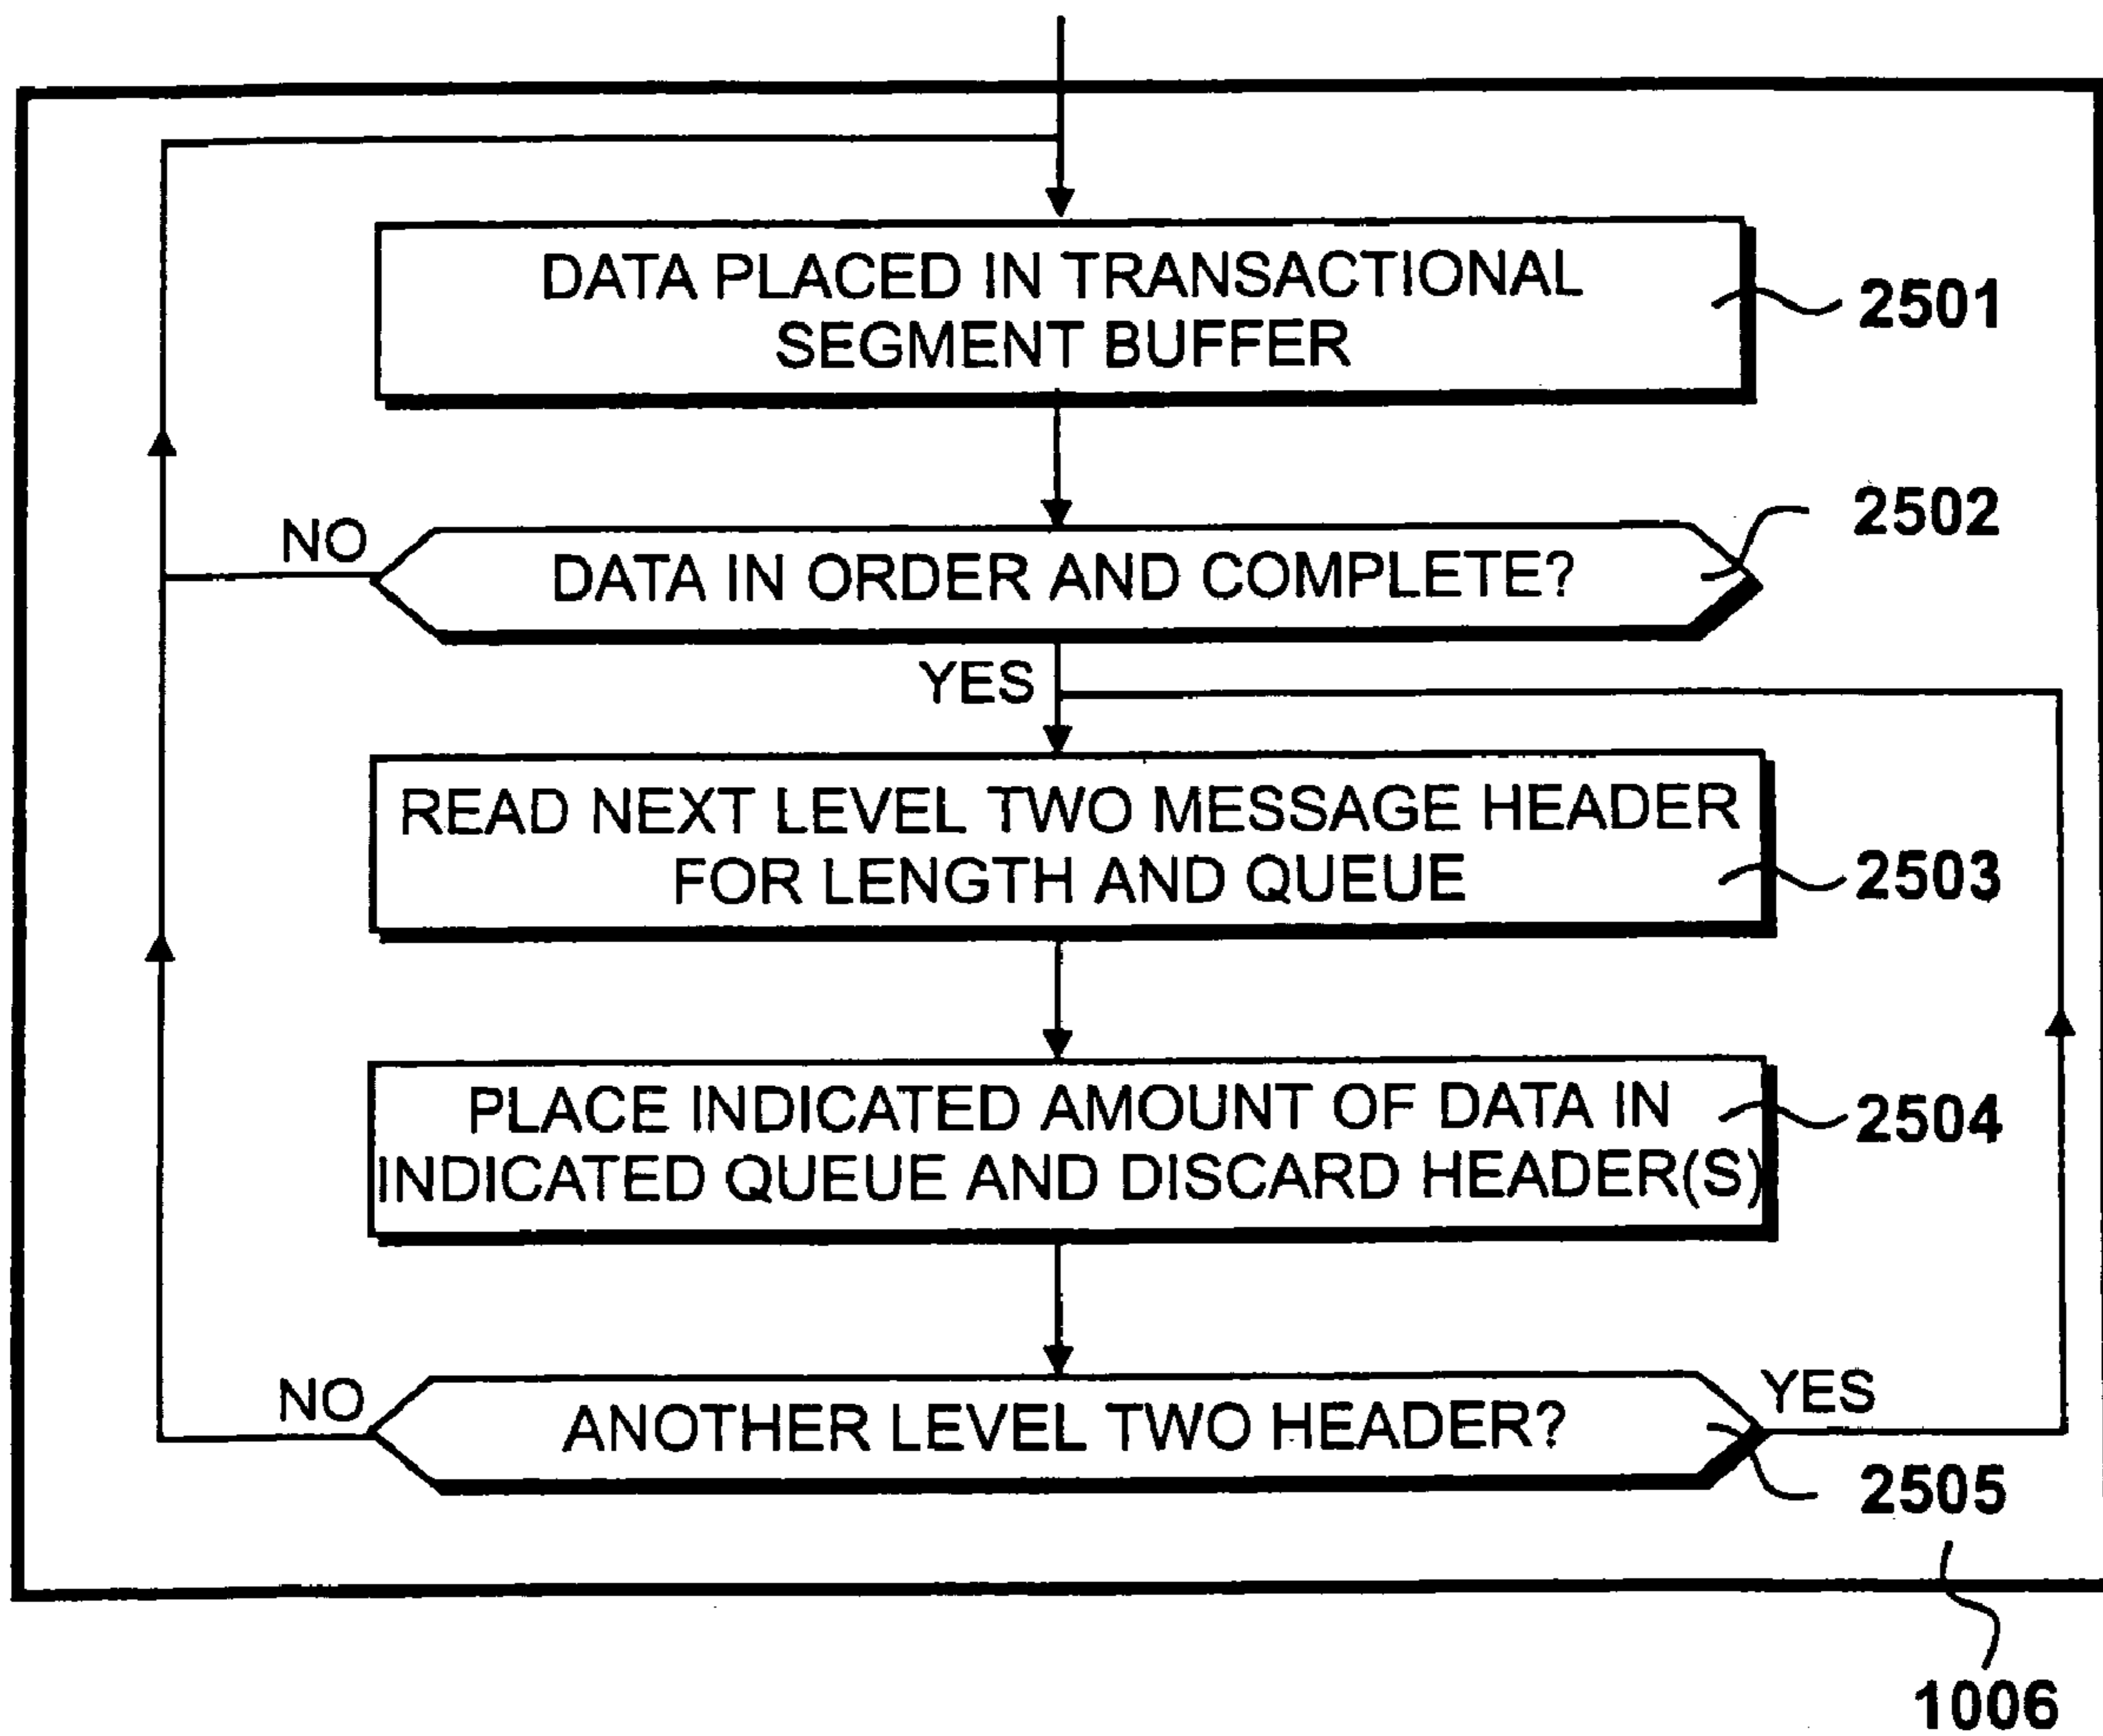 DATA PLACED IN TRANSACTIONAL
SEGMENT BUFFER
2501
2502
NO
DATA IN ORDER AND COMPLETE?
YES
READ NEXT LEVEL TWO MESSAGE HEADER
FOR LENGTH AND QUEUE
2503
PLACE INDICATED AMOUNT OF DATA IN
INDICATED QUEUE AND DISCARD HEADER(S)
2504
NO
ANOTHER LEVEL TWO HEADER?
YES
2505
1006